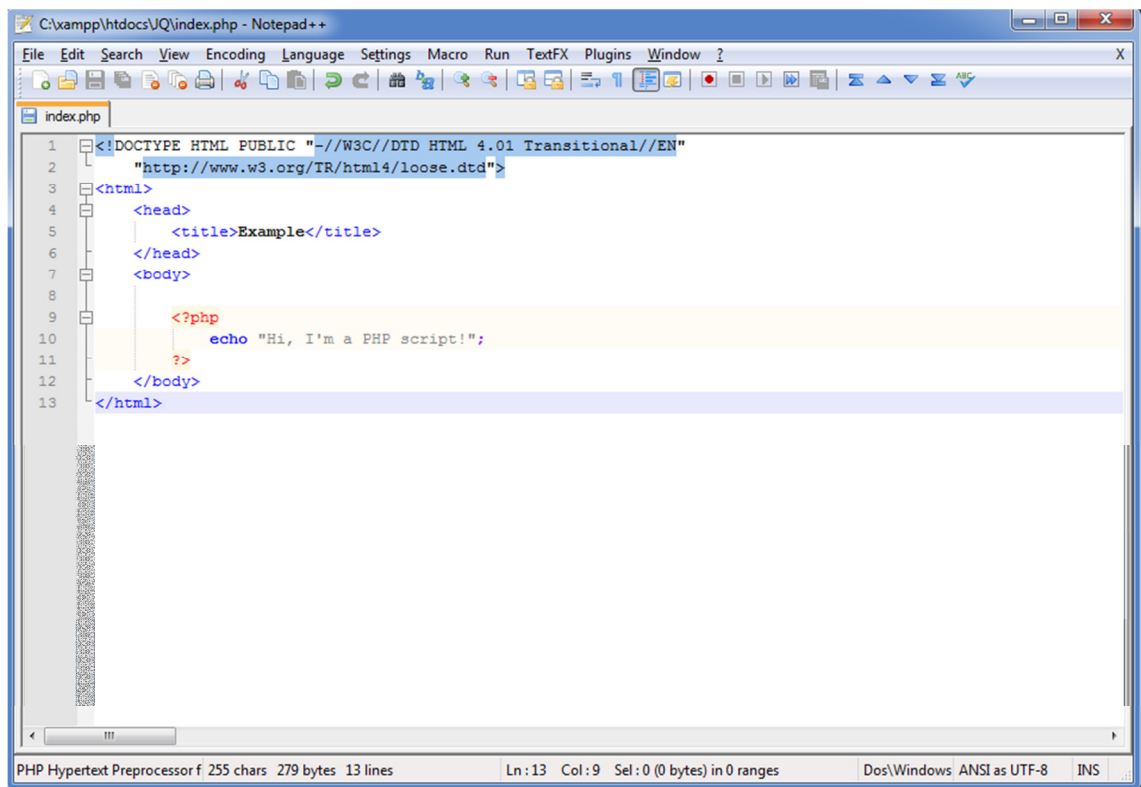 C:\xampp\htdocs\JQ\index.php - Notepad++
File Edit Search View Encoding Language Settings Macro Run TextFX Plugins Window ? X
index.php
1 <!DOCTYPE HTML PUBLIC "-//W3C//DTD HTML 4.01 Transitional//EN"
2 "http://www.w3.org/TR/html4/loose.dtd">
3 <html>
4 <head>
5 <title>Example</title>
6 </head>
7 <body>
8
9 <?php
10 echo "Hi, I'm a PHP script!";
11 ?>
12 </body>
13 </html>
PHP Hypertext Preprocessor f 255 chars 279 bytes 13 lines Ln : 13 Col : 9 Sel : 0 (0 bytes) in 0 ranges Dos\Windows ANSI as UTF-8 INS